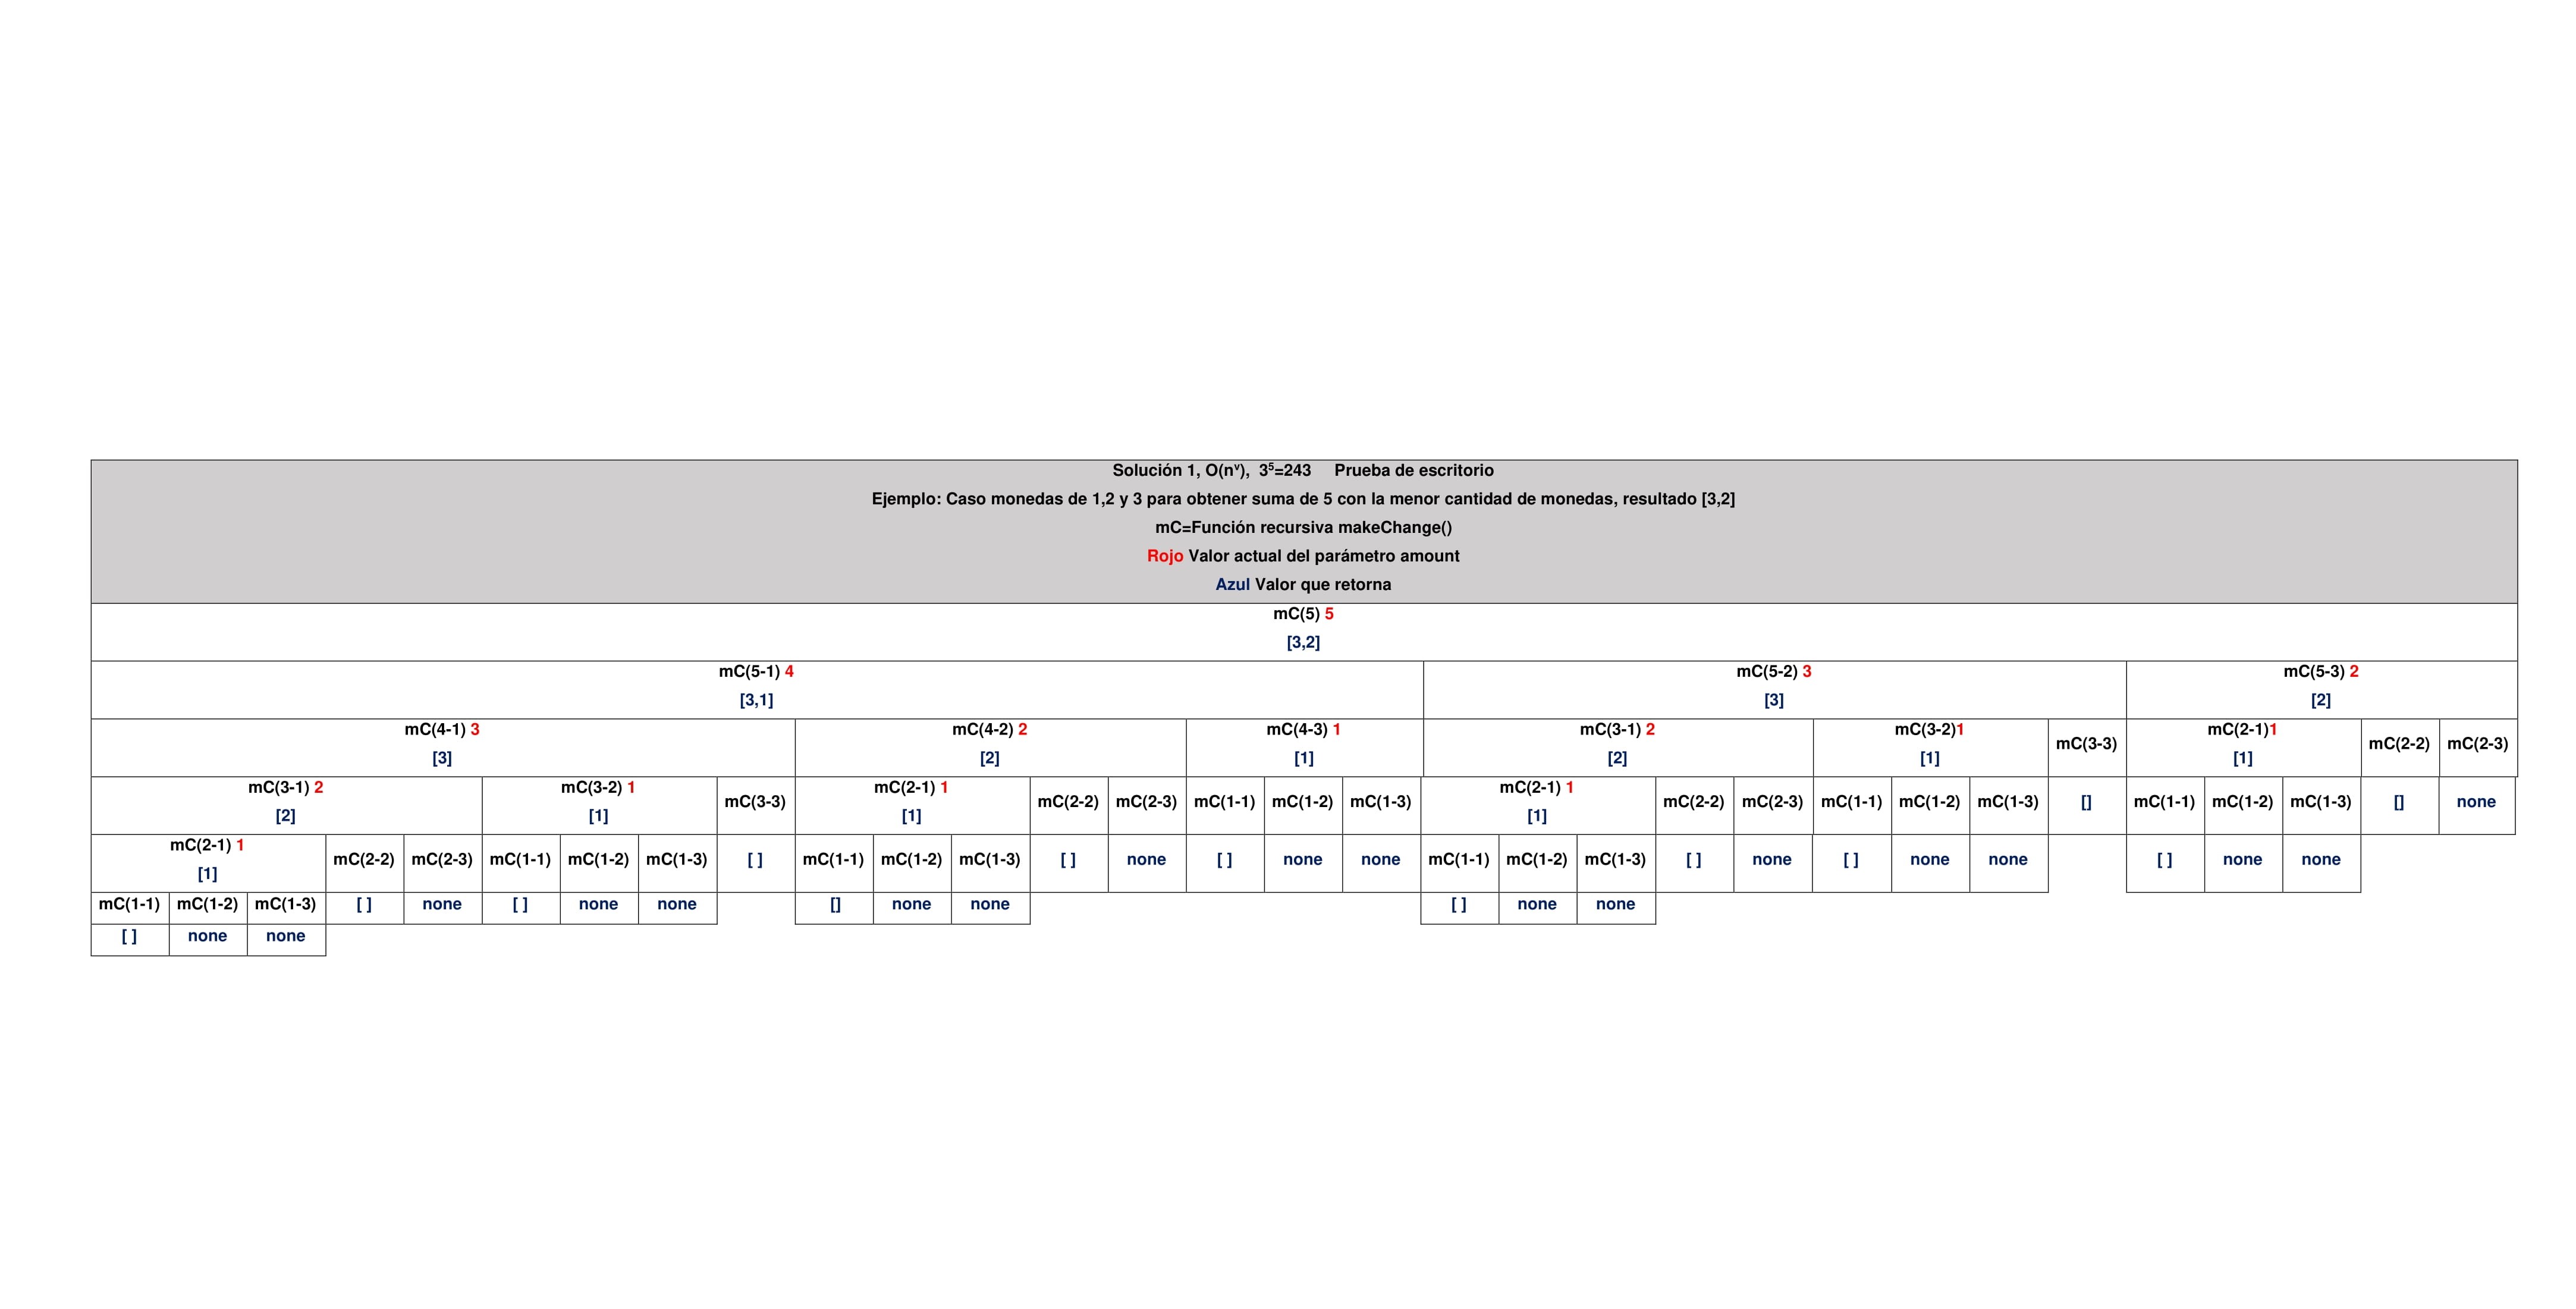 Solución 1, O(nᵛ), 3⁵=243 Prueba de escritorio
Ejemplo: Caso monedas de 1,2 y 3 para obtener suma de 5 con la menor cantidad de monedas, resultado [3,2]
mC=Función recursiva makeChange()
Rojo Valor actual del parámetro amount
Azul Valor que retorna
mC(5) 5
[3,2]
mC(5-1) 4 mC(5-2) 3 mC(5-3) 2
[3,1] [3] [2]
mC(4-1) 3 mC(4-2) 2 mC(4-3) 1 mC(3-1) 2 mC(3-2)1 mC(3-3) mC(2-1)1 mC(2-2) mC(2-3)
[3] [2] [1] [2] [1] [1]
mC(3-1) 2 mC(3-2) 1 mC(3-3) mC(2-1) 1 mC(2-2) mC(2-3) mC(1-1) mC(1-2) mC(1-3) mC(2-1) 1 mC(2-2) mC(2-3) mC(1-1) mC(1-2) mC(1-3) [] mC(1-1) mC(1-2) mC(1-3) [] none
[2] [1] [1] [1]
mC(2-1) 1 mC(2-2) mC(2-3) mC(1-1) mC(1-2) mC(1-3) [ ] mC(1-1) mC(1-2) mC(1-3) [ ] none [ ] none none mC(1-1) mC(1-2) mC(1-3) [ ] none [ ] none none [ ] none none
[1]
mC(1-1) mC(1-2) mC(1-3) [ ] none [ ] none none [] none none [ ] none none
[ ] none none